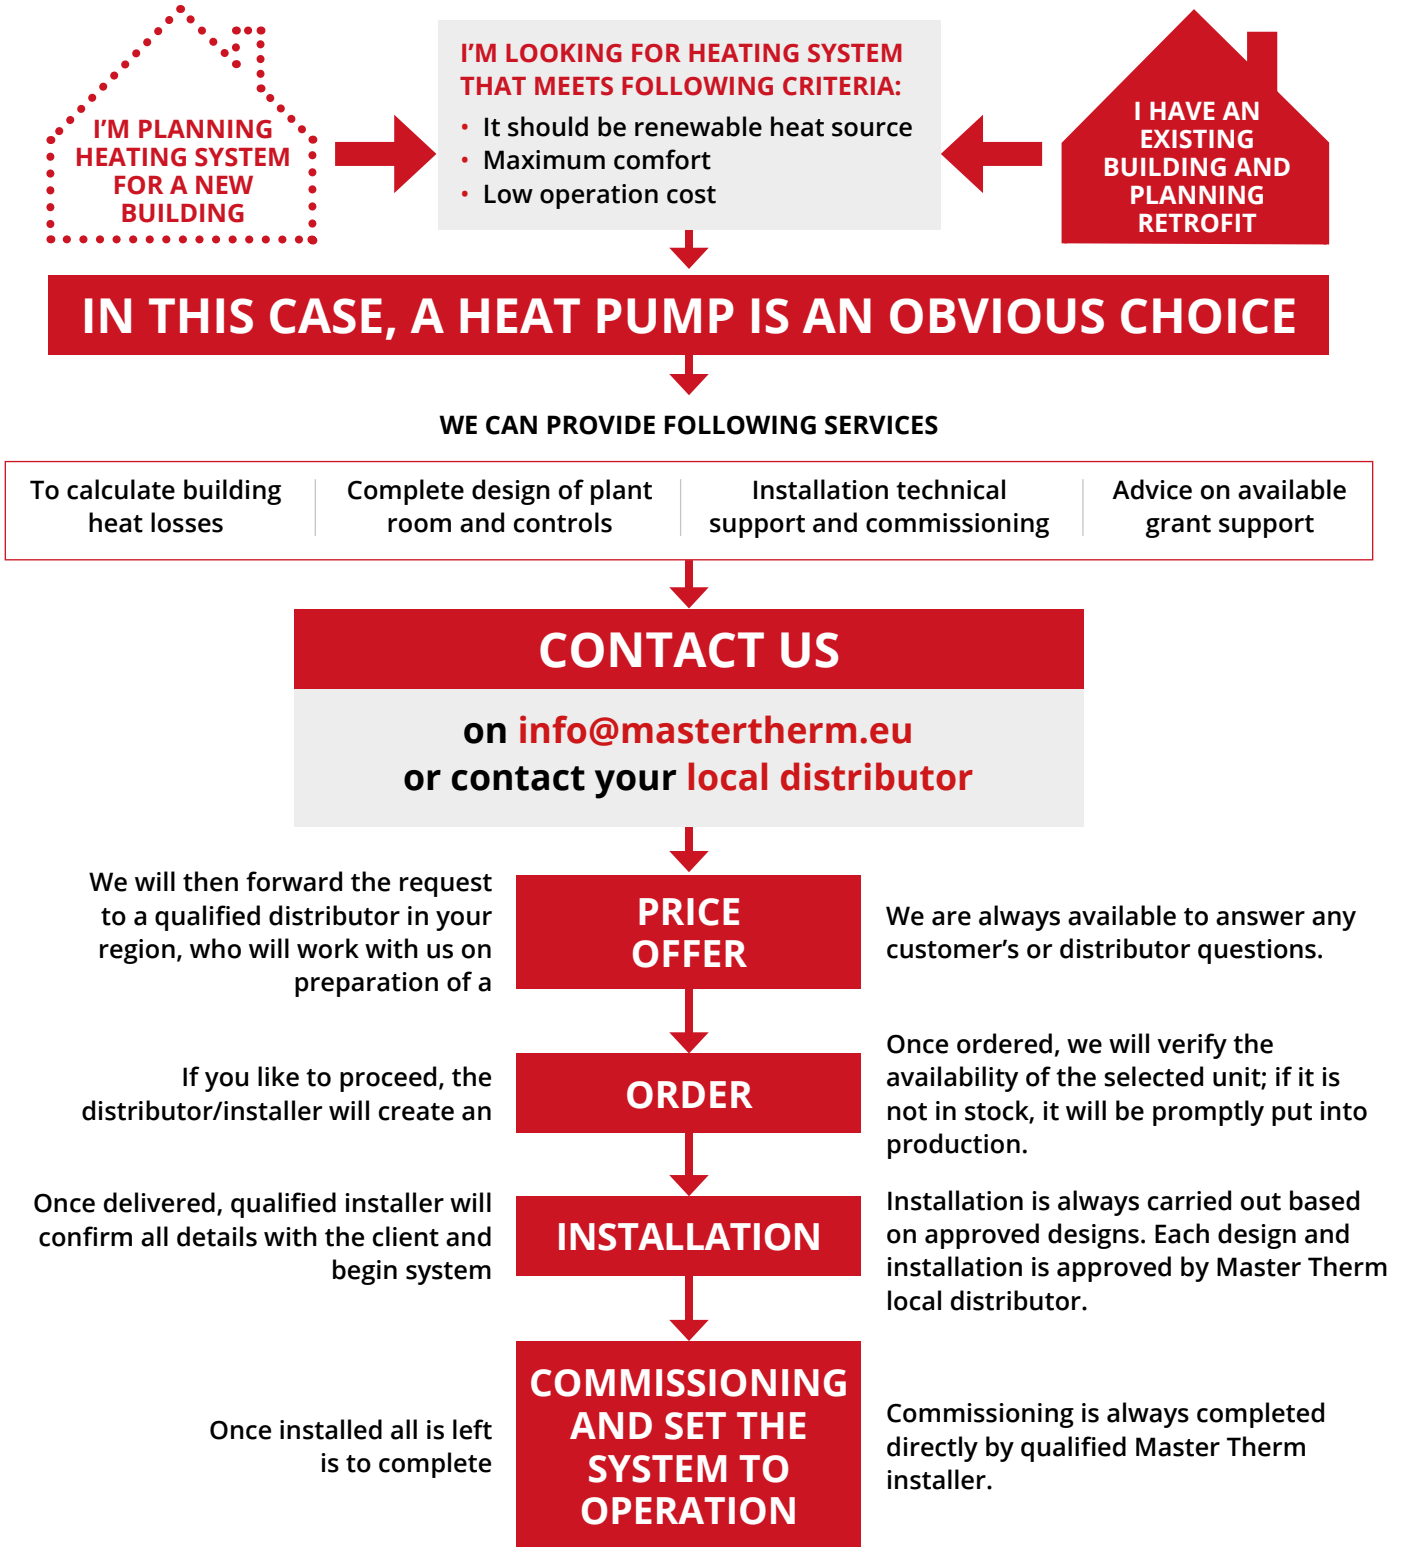 I'M PLANNING
HEATING SYSTEM
FOR A NEW
BUILDING
I'M LOOKING FOR HEATING SYSTEM
THAT MEETS FOLLOWING CRITERIA:
• It should be renewable heat source
• Maximum comfort
• Low operation cost
I HAVE AN
EXISTING
BUILDING AND
PLANNING
RETROFIT
IN THIS CASE, A HEAT PUMP IS AN OBVIOUS CHOICE
WE CAN PROVIDE FOLLOWING SERVICES
To calculate building
heat losses
Complete design of plant
room and controls
Installation technical
support and commissioning
Advice on available
grant support
CONTACT US
on info@mastertherm.eu
or contact your local distributor
We will then forward the request
to a qualified distributor in your
region, who will work with us on
preparation of a
PRICE
OFFER
We are always available to answer any
customer's or distributor questions.
If you like to proceed, the
distributor/installer will create an
ORDER
Once ordered, we will verify the
availability of the selected unit; if it is
not in stock, it will be promptly put into
production.
Once delivered, qualified installer will
confirm all details with the client and
begin system
INSTALLATION
Installation is always carried out based
on approved designs. Each design and
installation is approved by Master Therm
local distributor.
Once installed all is left
is to complete
COMMISSIONING
AND SET THE
SYSTEM TO
OPERATION
Commissioning is always completed
directly by qualified Master Therm
installer.